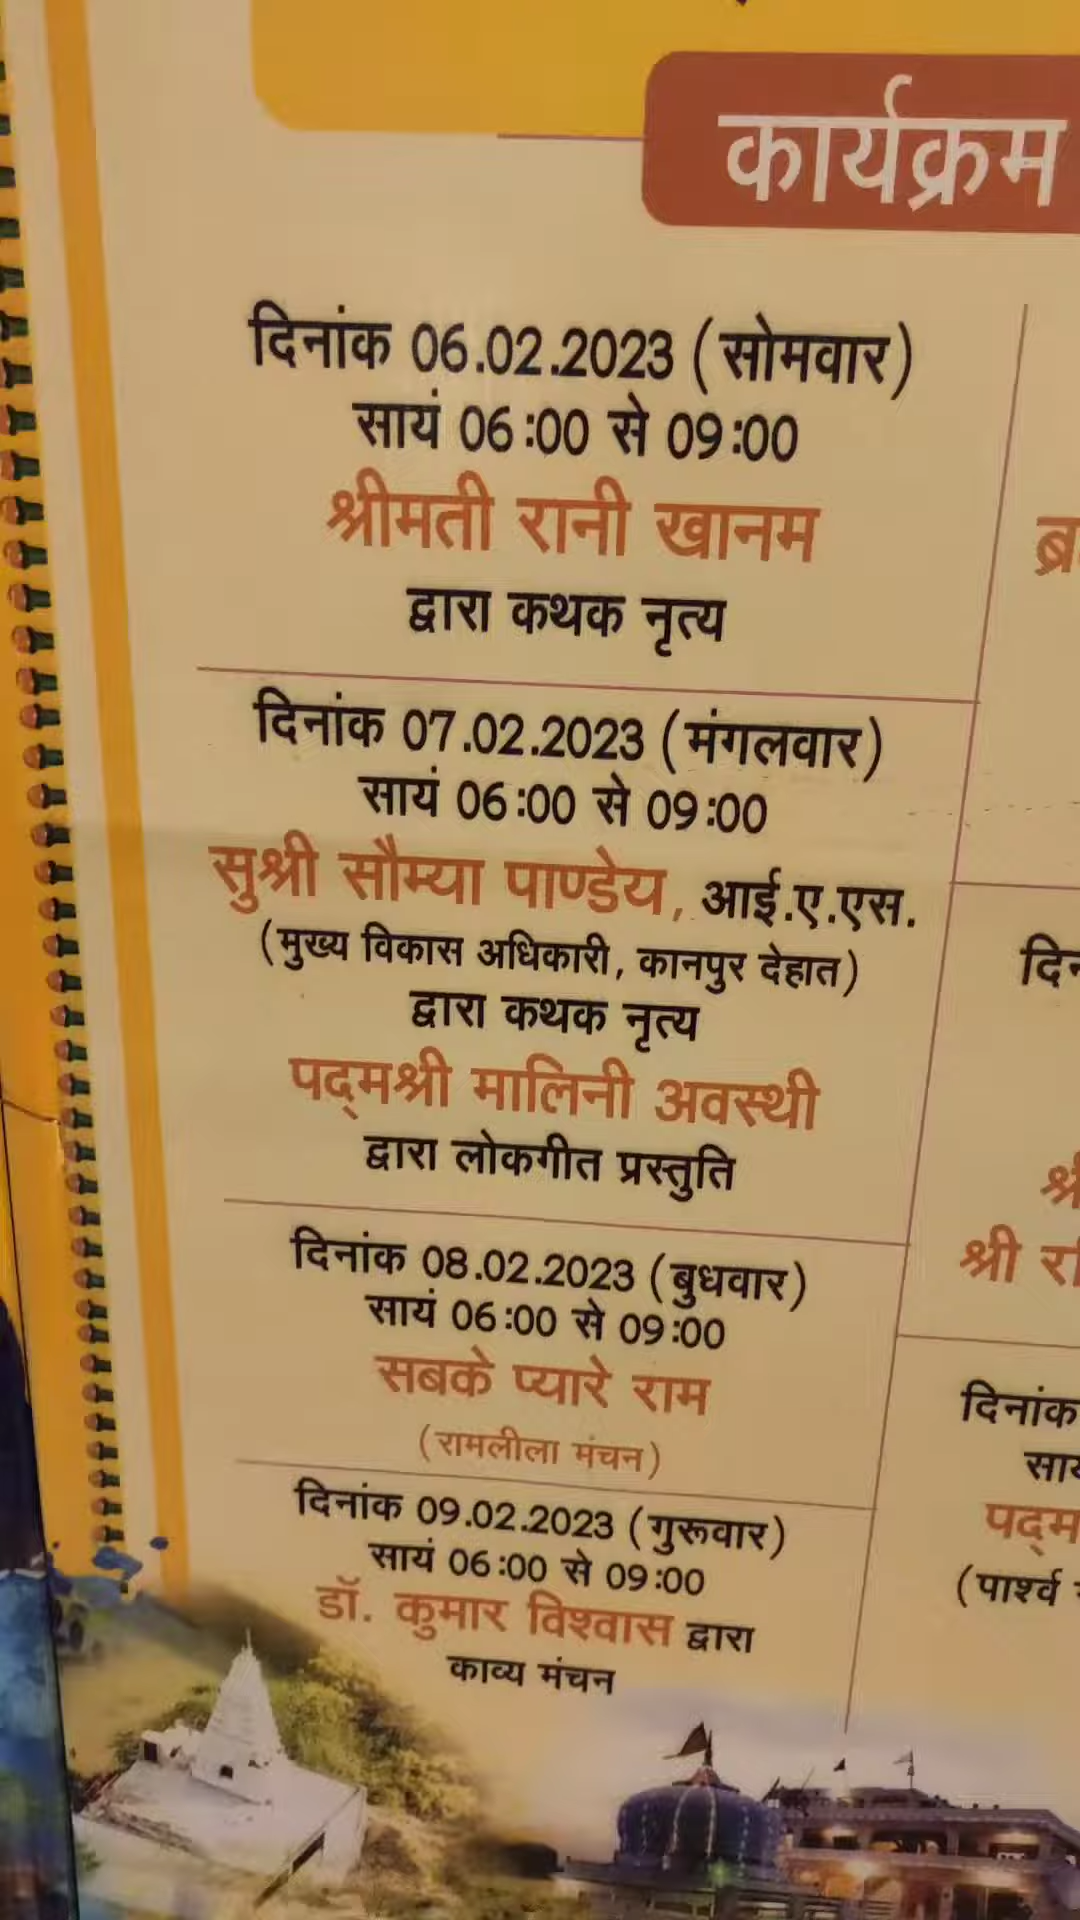 कार्यक्रम
दिनांक 06.02.2023 (सोमवार)
सायं 06:00 से 09:00
श्रीमती रानी खानम
द्वारा कथक नृत्य
दिनांक 07.02.2023 (मंगलवार)
सायं 06:00 से 09:00
सुश्री सौम्या पाण्डेय, आई.ए.एस.
(मुख्य विकास अधिकारी, कानपुर देहात)
द्वारा कथक नृत्य
पद्मश्री मालिनी अवस्थी
द्वारा लोकगीत प्रस्तुति
दिनांक 08.02.2023 (बुधवार)
सायं 06:00 से 09:00
सबके प्यारे राम
(रामलीला मंचन)
दिनांक 09.02.2023 (गुरूवार)
सायं 06:00 से 09:00
डॉ. कुमार विश्वास द्वारा
काव्य मंचन
श्री
दिनांक
(पार्श्व